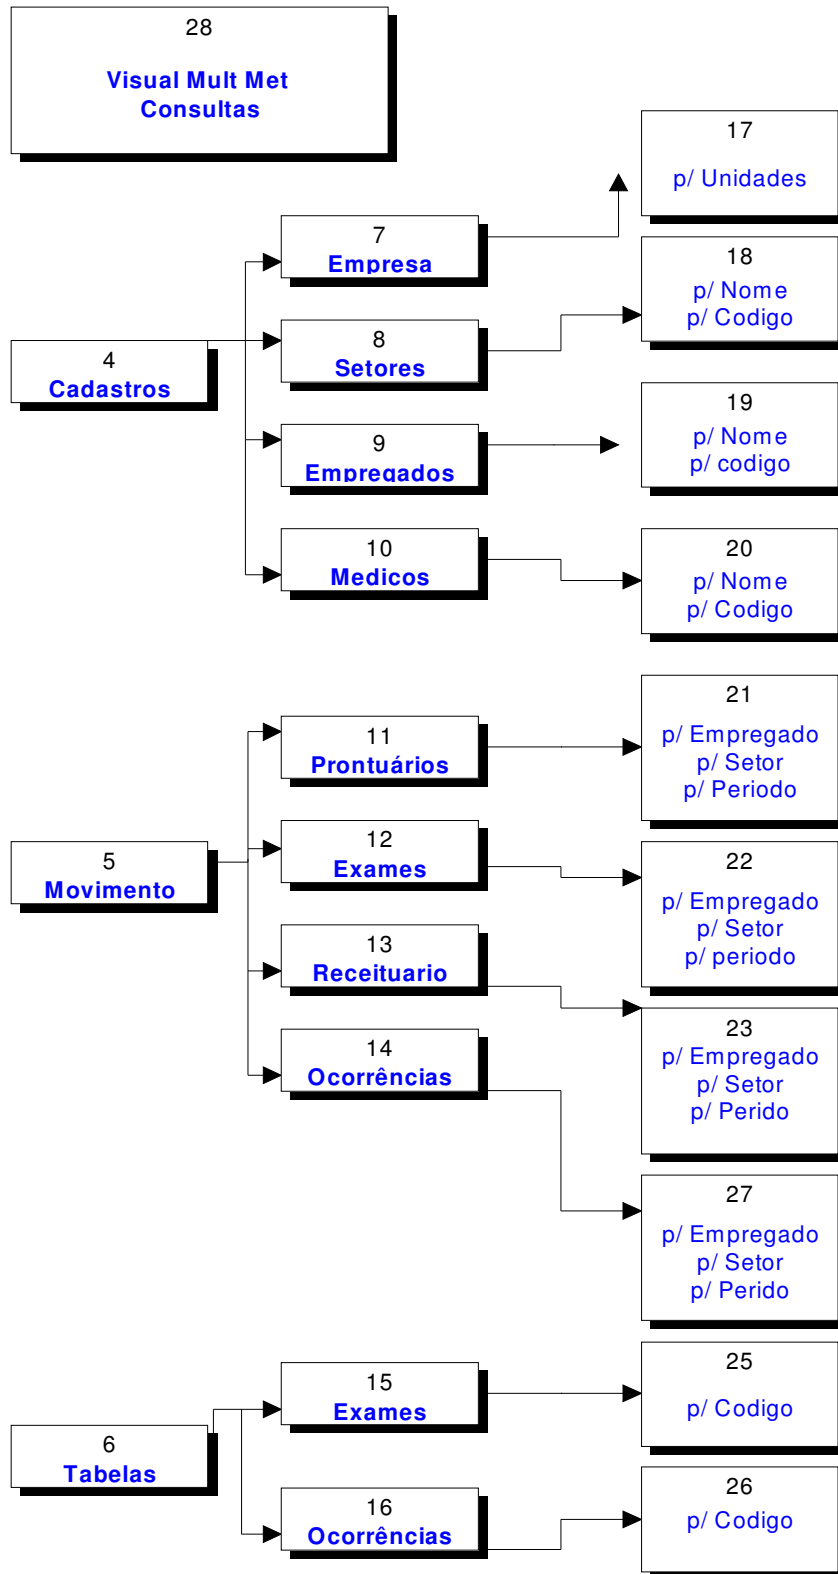 28
Visual Mult Met
Consultas
17
p/ Unidades
7
Empresa
18
p/ Nome
p/ Codigo
8
Setores
4
Cadastros
19
p/ Nome
p/ codigo
9
Empregados
10
Medicos
20
p/ Nome
p/ Codigo
21
p/ Empregado
p/ Setor
p/ Periodo
11
Prontuários
12
Exames
5
Movimento
22
p/ Empregado
p/ Setor
p/ periodo
13
Receituario
23
p/ Empregado
p/ Setor
p/ Perido
14
Ocorrências
27
p/ Empregado
p/ Setor
p/ Perido
25
p/ Codigo
15
Exames
6
Tabelas
26
p/ Codigo
16
Ocorrências